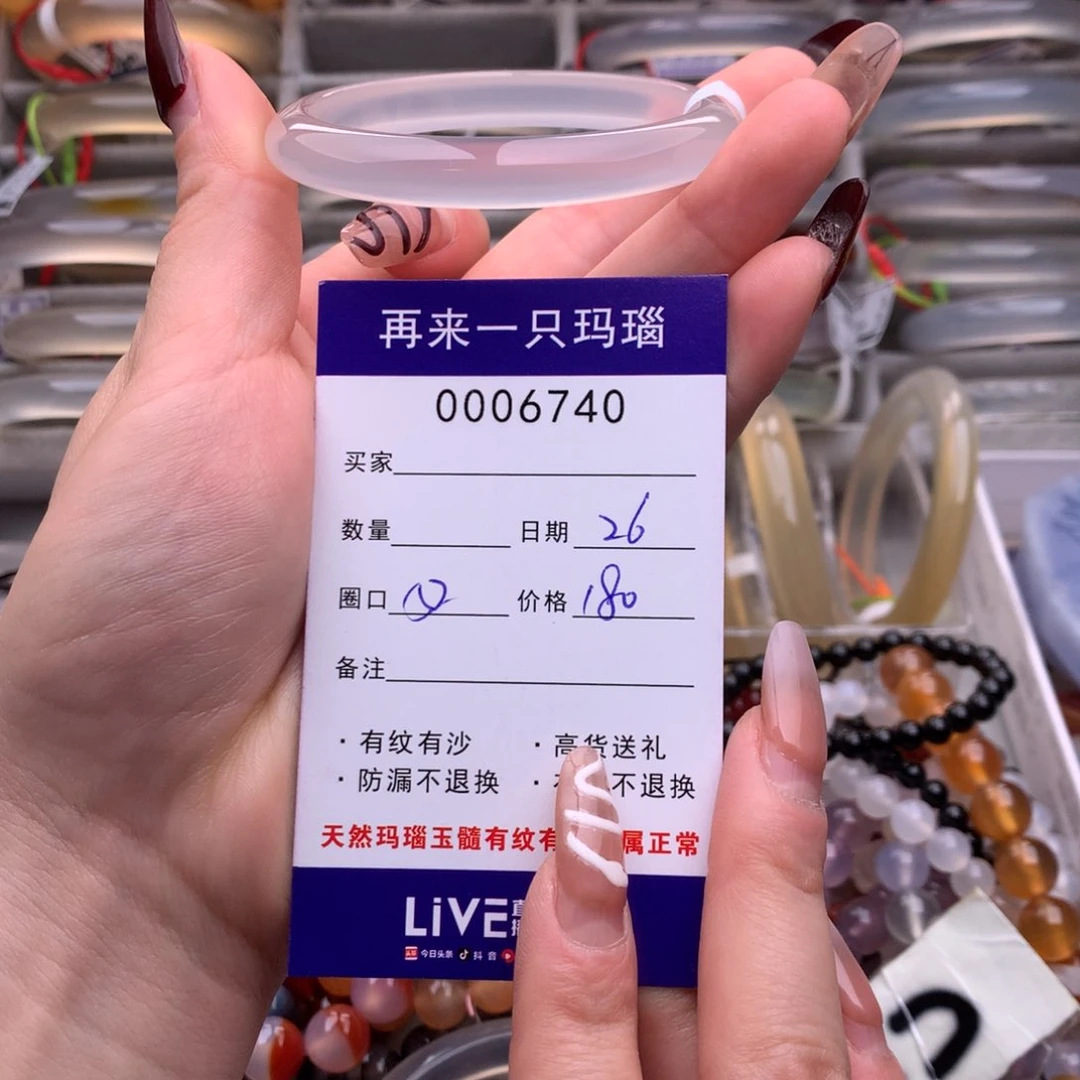 再来一只玛瑙
0006740
买家
数量 日期 26
圈口 价格 180
备注
· 有纹有沙 · 高货送礼
· 防漏不退换 · 不退换
天然玛瑙玉髓有纹有 属正常
LiVE
今日头条 抖音